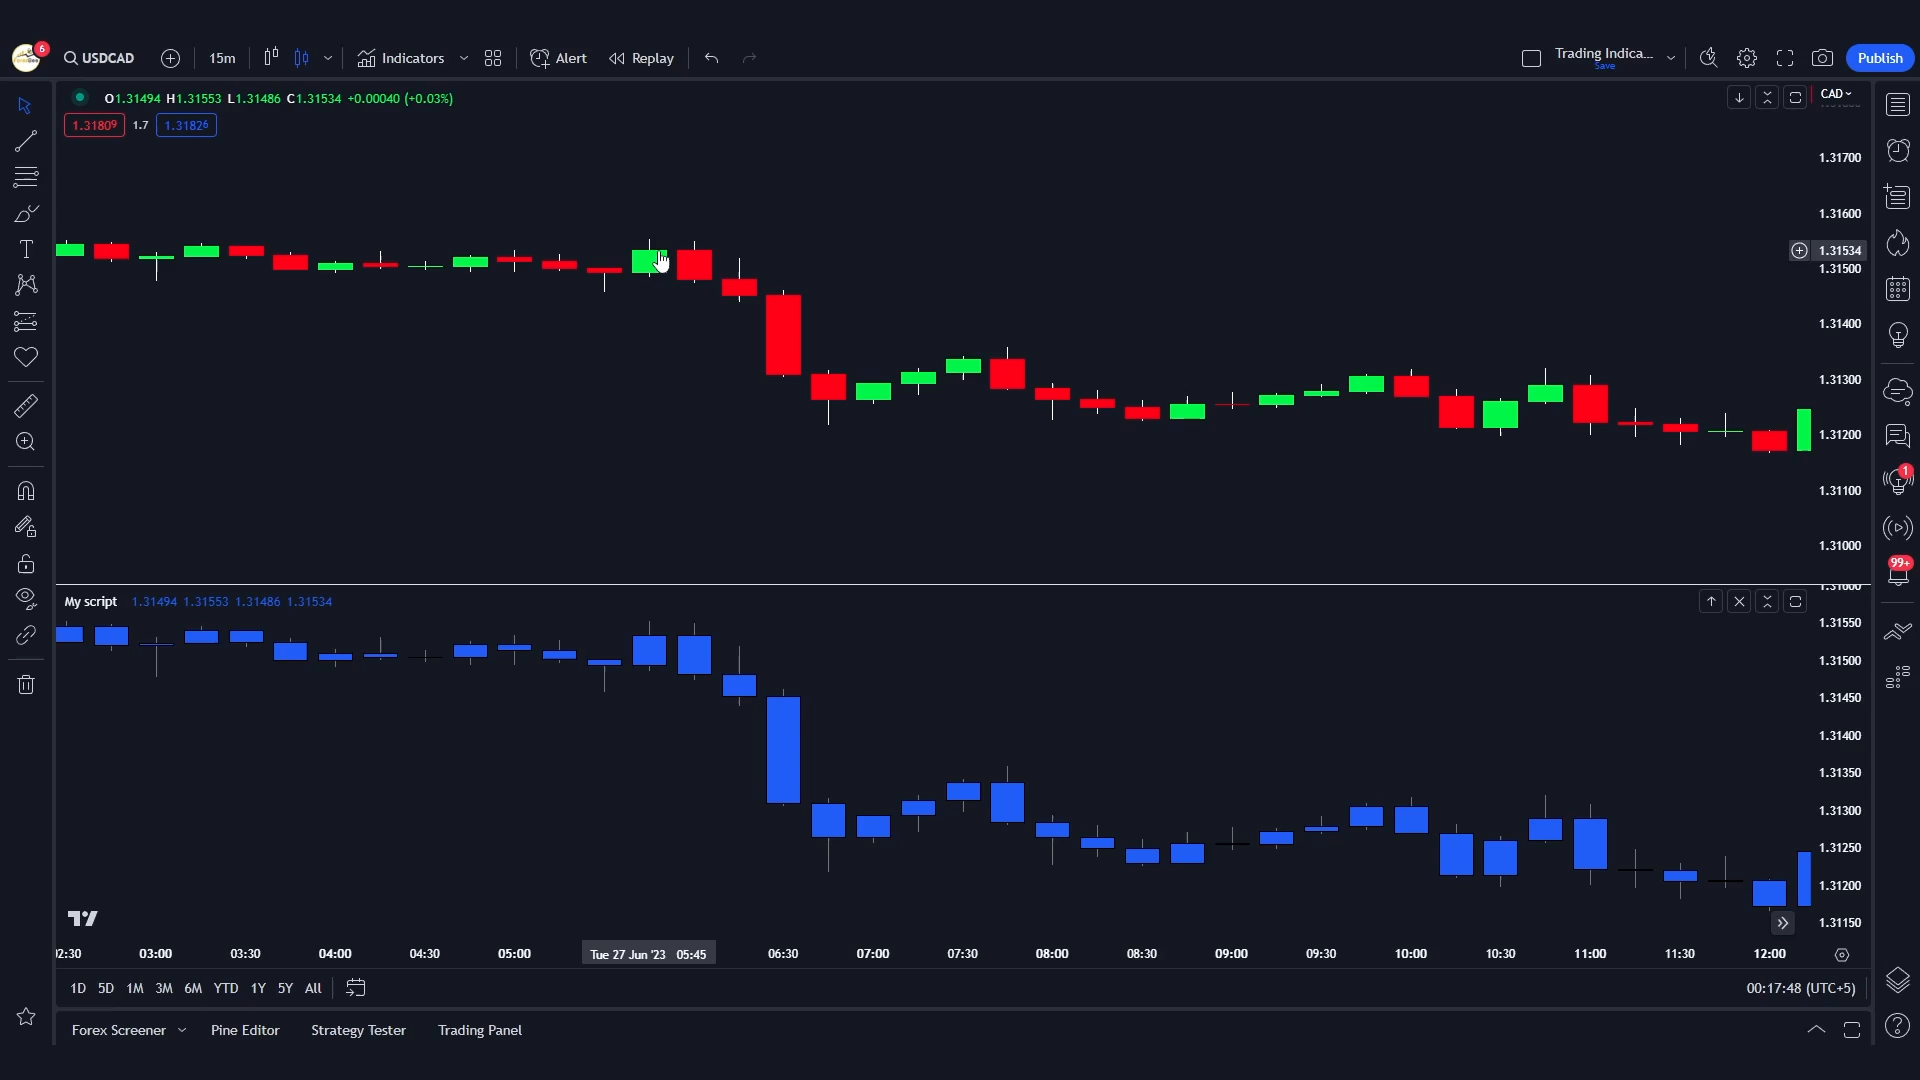 6 USDCAD 15m Indicators Alert Replay Trading Indica... Save Publish
O1.31494 H1.31553 L1.31486 C1.31534 +0.00040 (+0.03%) CAD
1.31809 1.7 1.31826
1.31700
1.31600
1.31534
1.31500
1.31400
1.31300
1.31200
1.31100
1.31000
1
99+
My script 1.31494 1.31553 1.31486 1.31534
1.31550
1.31500
1.31450
1.31400
1.31350
1.31300
1.31250
1.31200
1.31150
02:30 03:00 03:30 04:00 04:30 05:00 Tue 27 Jun '23 05:45 06:30 07:00 07:30 08:00 08:30 09:00 09:30 10:00 10:30 11:00 11:30 12:00
1D 5D 1M 3M 6M YTD 1Y 5Y All 00:17:48 (UTC+5)
Forex Screener Pine Editor Strategy Tester Trading Panel